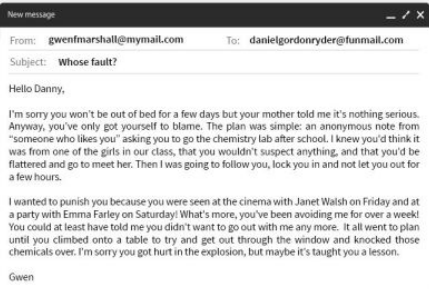 New message
From: gwenfmarshall@mymail.com To: danielgordonryder@funmail.com
Subject: Whose fault?
Hello Danny,
I'm sorry you won't be out of bed for a few days but your mother told me it's nothing serious.
Anyway, you've only got yourself to blame. The plan was simple: an anonymous note from
"someone who likes you" asking you to go the chemistry lab after school. I knew you'd think it
was from one of the girls in our class, that you wouldn't suspect anything, and that you'd be
flattered and go to meet her. Then I was going to follow you, lock you in and not let you out for
a few hours.
I wanted to punish you because you were seen at the cinema with Janet Walsh on Friday and at
a party with Emma Farley on Saturday! What's more, you've been avoiding me for over a week!
You could at least have told me you didn't want to go out with me any more. It all went to plan
until you climbed onto a table to try and get out through the window and knocked those
chemicals over. I'm sorry you got hurt in the explosion, but maybe it's taught you a lesson.
Gwen